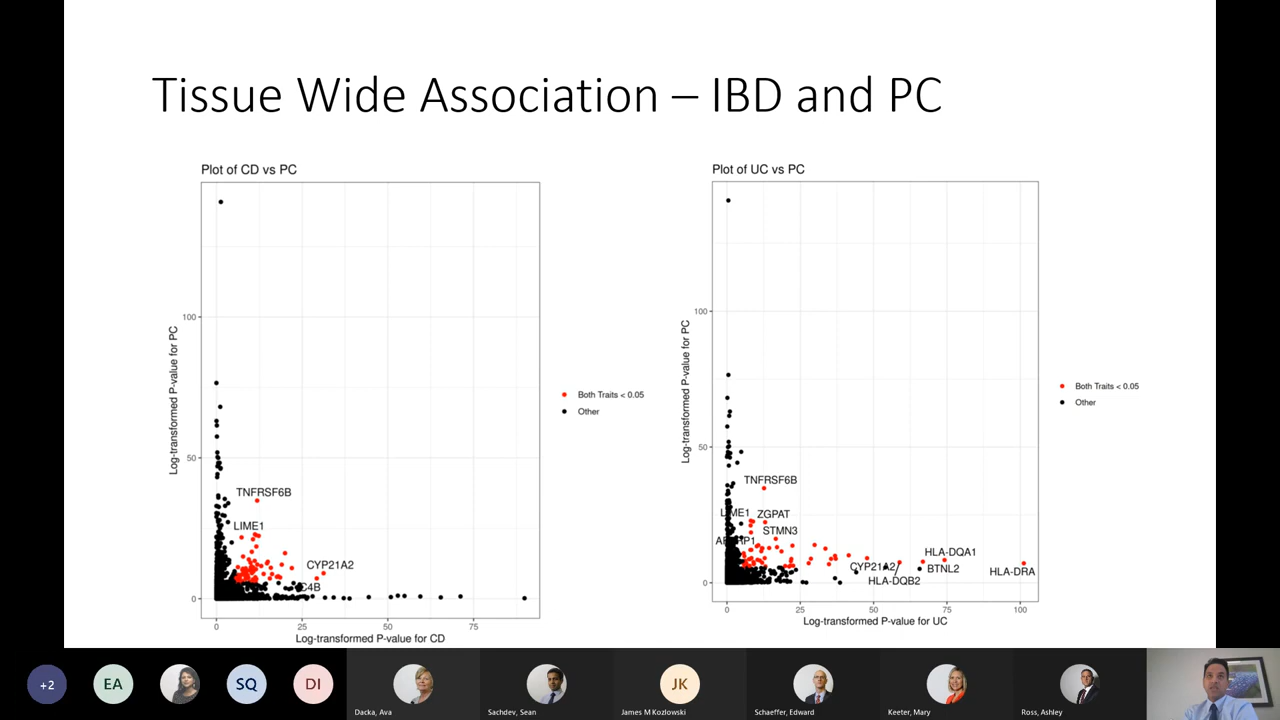 Tissue Wide Association – IBD and PC
Plot of CD vs PC
Log-transformed P-value for PC
100
50
0
TNFRSF6B
LIME1
CYP21A2
C4B
0
25
50
75
Log-transformed P-value for CD
Both Traits < 0.05
Other
Plot of UC vs PC
Log-transformed P-value for PC
100
50
0
TNFRSF6B
LIME1
ZGPAT
STMN3
CYP21A2
HLA-DQA1
BTNL2
HLA-DRA
HLA-DQB2
0
25
50
75
100
Log-transformed P-value for UC
Both Traits < 0.05
Other
+2
EA
SQ
DI
JK
Dacka, Ava
Sachdev, Sean
James M Kozlowski
Schaeffer, Edward
Keeter, Mary
Ross, Ashley